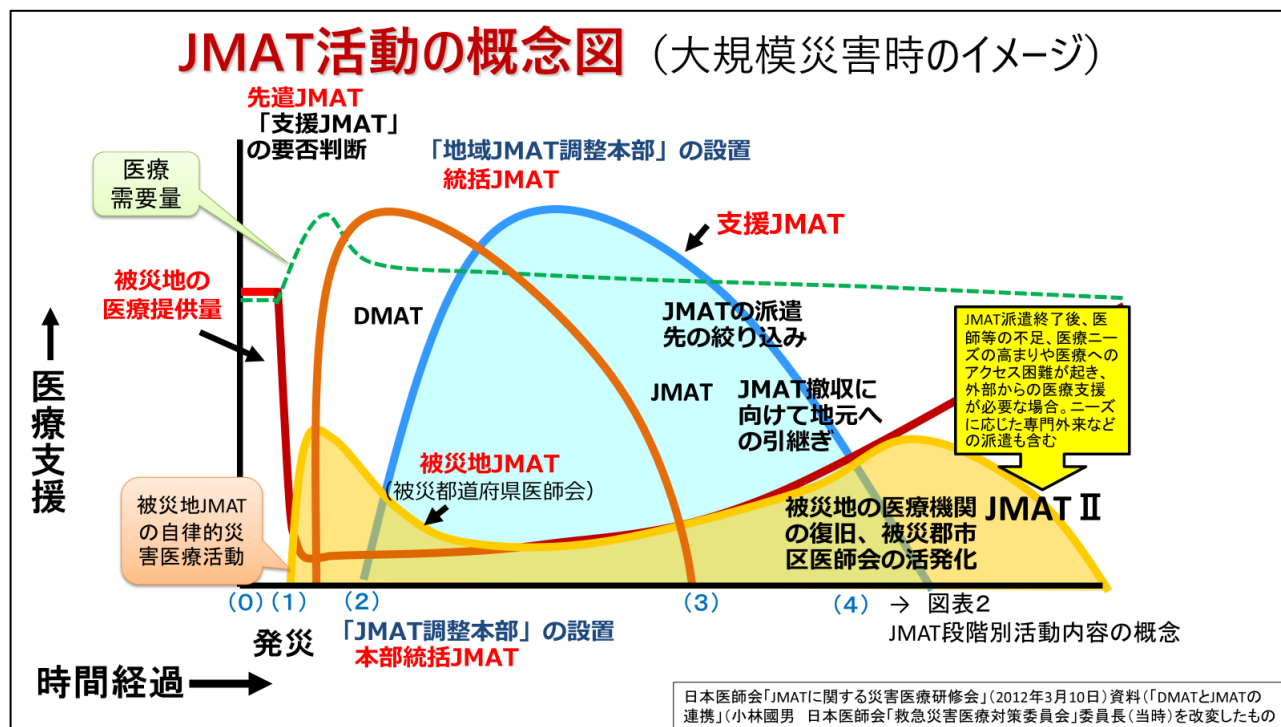 JMAT活動の概念図（大規模災害時のイメージ）
先遣JMAT
「支援JMAT」
の要否判断
「地域JMAT調整本部」の設置
統括JMAT
医療
需要量
支援JMAT
被災地の
医療提供量
DMAT
JMATの派遣
先の絞り込み
JMAT派遣終了後、医
師等の不足、医療ニー
ズの高まりや医療への
アクセス困難が起き、
外部からの医療支援
が必要な場合。ニーズ
に応じた専門外来など
の派遣も含む
JMAT
JMAT撤収に
向けて地元へ
の引継ぎ
医療支援
被災地JMAT
（被災都道府県医師会）
被災地JMAT
の自律的災
害医療活動
被災地の医療機関
の復旧、被災郡市
区医師会の活発化
JMATⅡ
（0）（1）（2）（3）（4）→ 図表2
JMAT段階別活動内容の概念
発災
「JMAT調整本部」の設置
本部統括JMAT
時間経過
日本医師会「JMATに関する災害医療研修会」（2012年3月10日）資料（「DMATとJMATの
連携」（小林國男　日本医師会「救急災害医療対策委員会」委員長（当時）を改変したもの